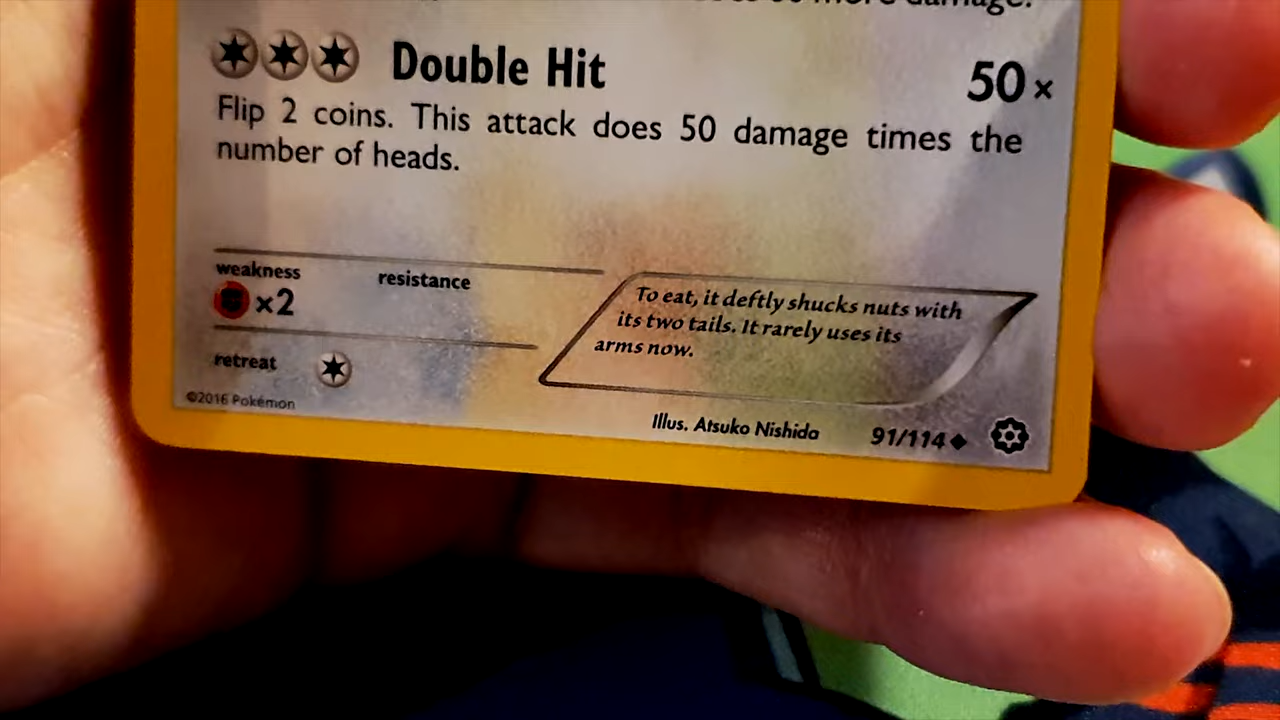 more damage.
Double Hit 50×
Flip 2 coins. This attack does 50 damage times the
number of heads.
weakness resistance
×2
To eat, it deftly shucks nuts with
its two tails. It rarely uses its
arms now.
retreat
©2016 Pokémon
Illus. Atsuko Nishida 91/114